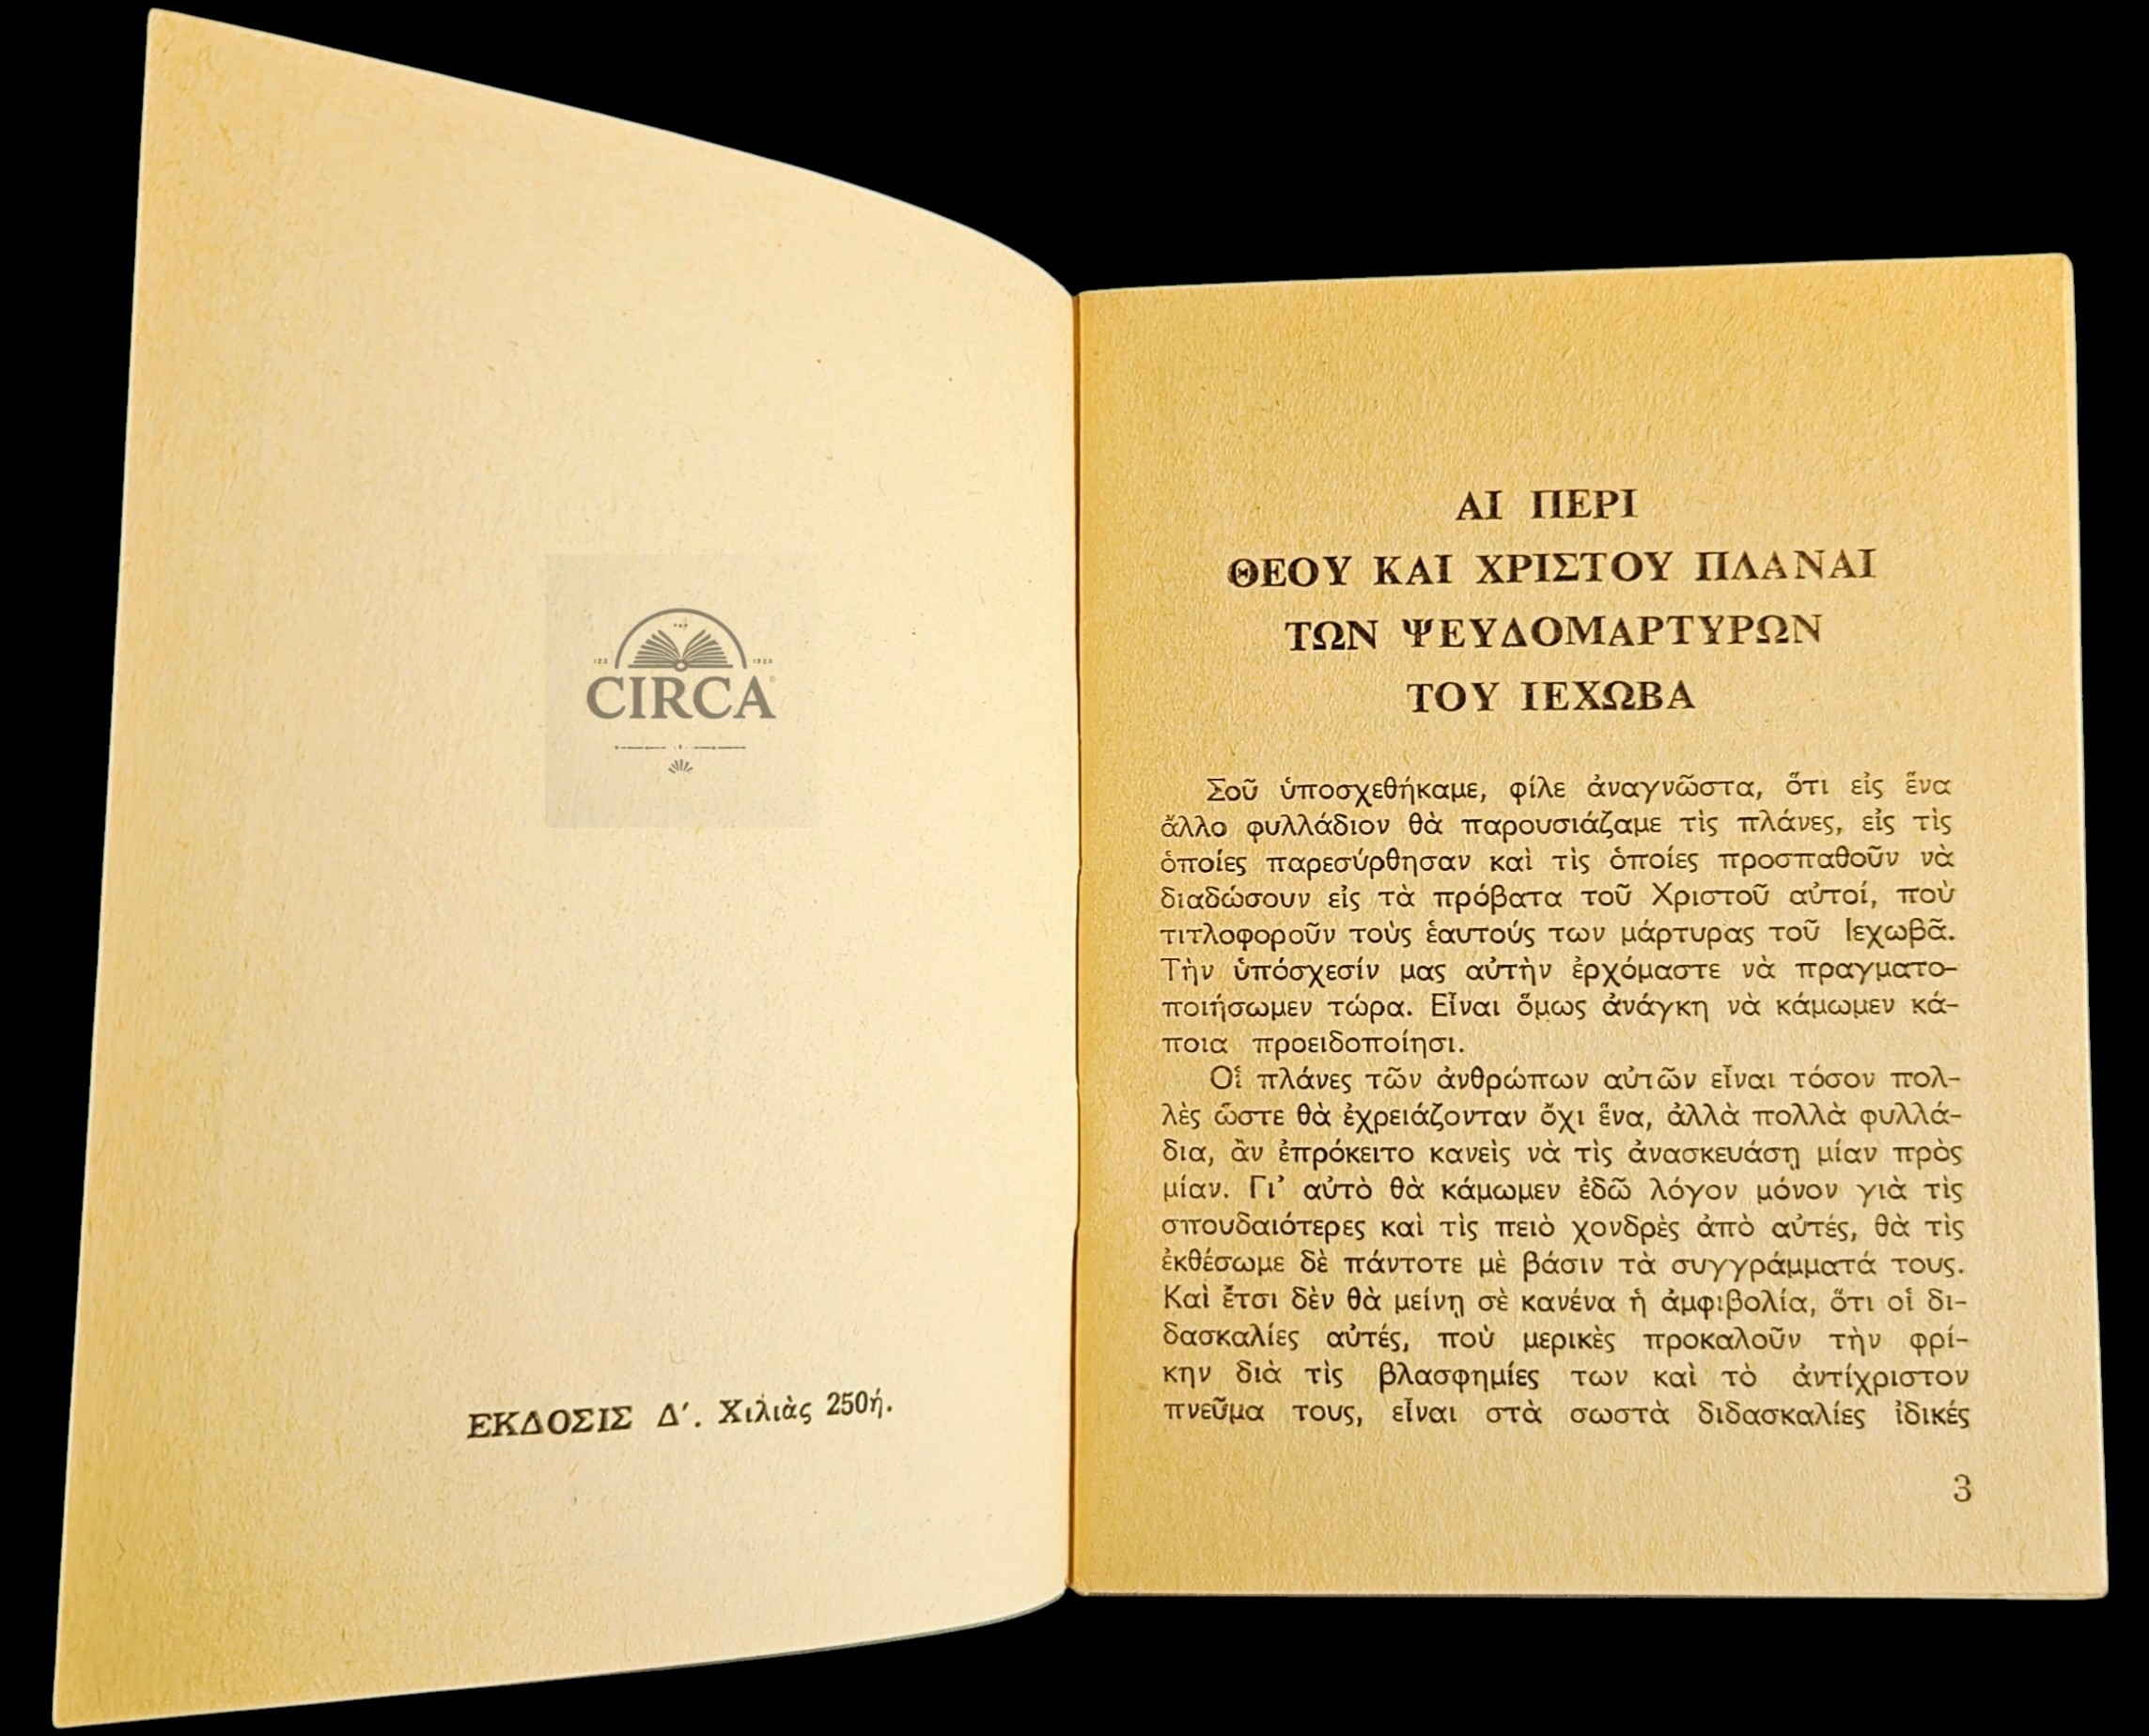 CIRCA
ΕΚΔΟΣΙΣ Δ'. Χιλιὰς 250ή.
ΑΙ ΠΕΡΙ
ΘΕΟΥ ΚΑΙ ΧΡΙΣΤΟΥ ΠΛΑΝΑΙ
ΤΩΝ ΨΕΥΔΟΜΑΡΤΥΡΩΝ
ΤΟΥ ΙΕΧΩΒΑ
Σοῦ ὑποσχεθήκαμε, φίλε ἀναγνῶστα, ὅτι εἰς ἕνα
ἄλλο φυλλάδιον θὰ παρουσιάζαμε τὶς πλάνες, εἰς τὶς
ὁποίες παρεσύρθησαν καὶ τὶς ὁποίες προσπαθοῦν νὰ
διαδώσουν εἰς τὰ πρόβατα τοῦ Χριστοῦ αὐτοί, ποὺ
τιτλοφοροῦν τοὺς ἑαυτούς των μάρτυρας τοῦ Ιεχωβᾶ.
Τὴν ὑπόσχεσίν μας αὐτὴν ἐρχόμαστε νὰ πραγματο-
ποιήσωμεν τώρα. Εἶναι ὅμως ἀνάγκη νὰ κάμωμεν κά-
ποια προειδοποίησι.
Οἱ πλάνες τῶν ἀνθρώπων αὐτῶν εἶναι τόσον πολ-
λὲς ὥστε θὰ ἐχρειάζονταν ὄχι ἕνα, ἀλλὰ πολλὰ φυλλά-
δια, ἂν ἐπρόκειτο κανεὶς νὰ τὶς ἀνασκευάσῃ μίαν πρὸς
μίαν. Γι' αὐτὸ θὰ κάμωμεν ἐδῶ λόγον μόνον γιὰ τὶς
σπουδαιότερες καὶ τὶς πειὸ χονδρὲς ἀπὸ αὐτές, θὰ τὶς
ἐκθέσωμε δὲ πάντοτε μὲ βάσιν τὰ συγγράμματά τους.
Καὶ ἔτσι δὲν θὰ μείνῃ σὲ κανένα ἡ ἀμφιβολία, ὅτι οἱ δι-
δασκαλίες αὐτές, ποὺ μερικὲς προκαλοῦν τὴν φρί-
κην διὰ τὶς βλασφημίες των καὶ τὸ ἀντίχριστον
πνεῦμα τους, εἶναι στὰ σωστὰ διδασκαλίες ἰδικές
3